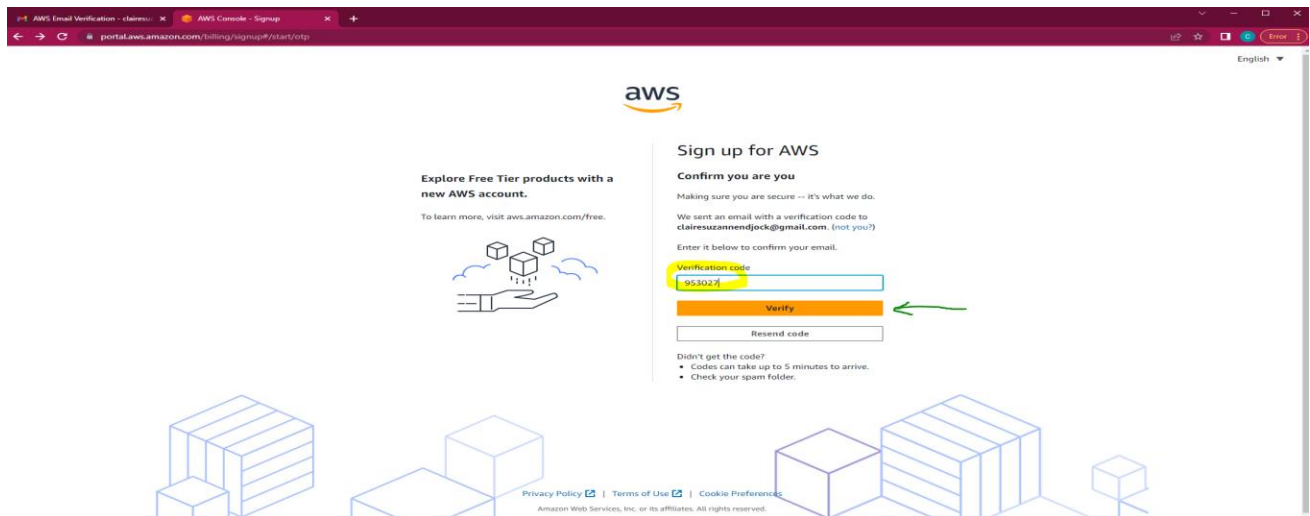 AWS Email Verification - clairesu
AWS Console - Signup
portal.aws.amazon.com/billing/signup#/start/otp
Error
English
aws
Explore Free Tier products with a
new AWS account.
To learn more, visit aws.amazon.com/free.
Sign up for AWS
Confirm you are you
Making sure you are secure -- it's what we do.
We sent an email with a verification code to
clairesuzannendjock@gmail.com. (not you?)
Enter it below to confirm your email.
Verification code
953027
Verify
Resend code
Didn't get the code?
• Codes can take up to 5 minutes to arrive.
• Check your spam folder.
Privacy Policy | Terms of Use | Cookie Preferences
Amazon Web Services, Inc. or its affiliates. All rights reserved.